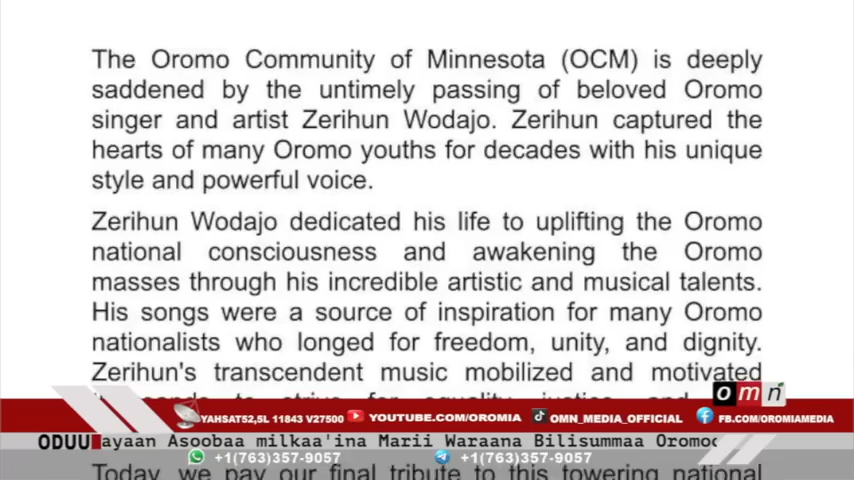 The Oromo Community of Minnesota (OCM) is deeply
saddened by the untimely passing of beloved Oromo
singer and artist Zerihun Wodajo. Zerihun captured the
hearts of many Oromo youths for decades with his unique
style and powerful voice.
Zerihun Wodajo dedicated his life to uplifting the Oromo
national consciousness and awakening the Oromo
masses through his incredible artistic and musical talents.
His songs were a source of inspiration for many Oromo
nationalists who longed for freedom, unity, and dignity.
Zerihun's transcendent music mobilized and motivated
omn
YAHSAT52,5L 11843 V27500 YOUTUBE.COM/OROMIA OMN_MEDIA_OFFICIAL FB.COM/OROMIAMEDIA
ODUU ayaan Asoobaa milkaa'ina Marii Waraana Bilisummaa Oromoo
+1(763)357-9057 +1(763)357-9057
Today, we pay our final tribute to this towering national